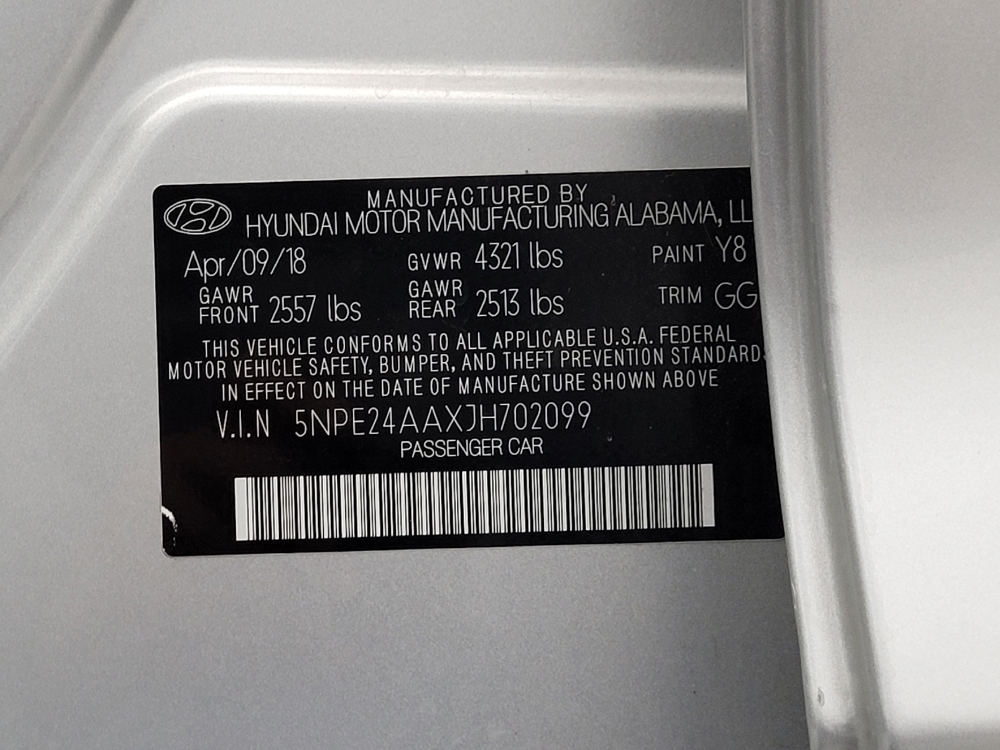 MANUFACTURED BY
HYUNDAI MOTOR MANUFACTURING ALABAMA, LL
Apr/09/18 GVWR 4321 lbs PAINT Y8
GAWR FRONT 2557 lbs GAWR REAR 2513 lbs TRIM GG
THIS VEHICLE CONFORMS TO ALL APPLICABLE U.S.A. FEDERAL
MOTOR VEHICLE SAFETY, BUMPER, AND THEFT PREVENTION STANDARDS
IN EFFECT ON THE DATE OF MANUFACTURE SHOWN ABOVE
V.I.N 5NPE24AAXJH702099
PASSENGER CAR